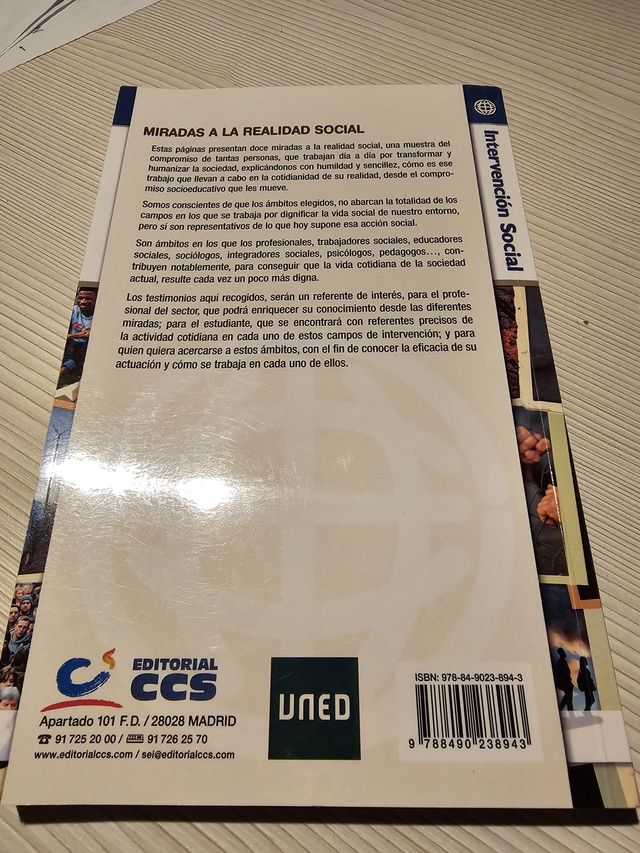 MIRADAS A LA REALIDAD SOCIAL
Estas páginas presentan doce miradas a la realidad social, una muestra del
compromiso de tantas personas, que trabajan día a día por transformar y
humanizar la sociedad, explicándonos con humildad y sencillez, cómo es ese
trabajo que llevan a cabo en la cotidianidad de su realidad, desde el compro-
miso socioeducativo que les mueve.
Somos conscientes de que los ámbitos elegidos, no abarcan la totalidad de los
campos en los que se trabaja por dignificar la vida social de nuestro entorno,
pero sí son representativos de lo que hoy supone esa acción social.
Son ámbitos en los que los profesionales, trabajadores sociales, educadores
sociales, sociólogos, integradores sociales, psicólogos, pedagogos..., con-
tribuyen notablemente, para conseguir que la vida cotidiana de la sociedad
actual, resulte cada vez un poco más digna.
Los testimonios aquí recogidos, serán un referente de interés, para el profe-
sional del sector, que podrá enriquecer su conocimiento desde las diferentes
miradas; para el estudiante, que se encontrará con referentes precisos de
la actividad cotidiana en cada uno de estos campos de intervención; y para
quien quiera acercarse a estos ámbitos, con el fin de conocer la eficacia de su
actuación y cómo se trabaja en cada uno de ellos.
Intervención Social
EDITORIAL
CCS
Apartado 101 F.D. / 28028 MADRID
☎ 91 725 20 00 / 91 726 25 70
www.editorialccs.com / sei@editorialccs.com
UNED
ISBN: 978-84-9023-894-3
9 788490 238943